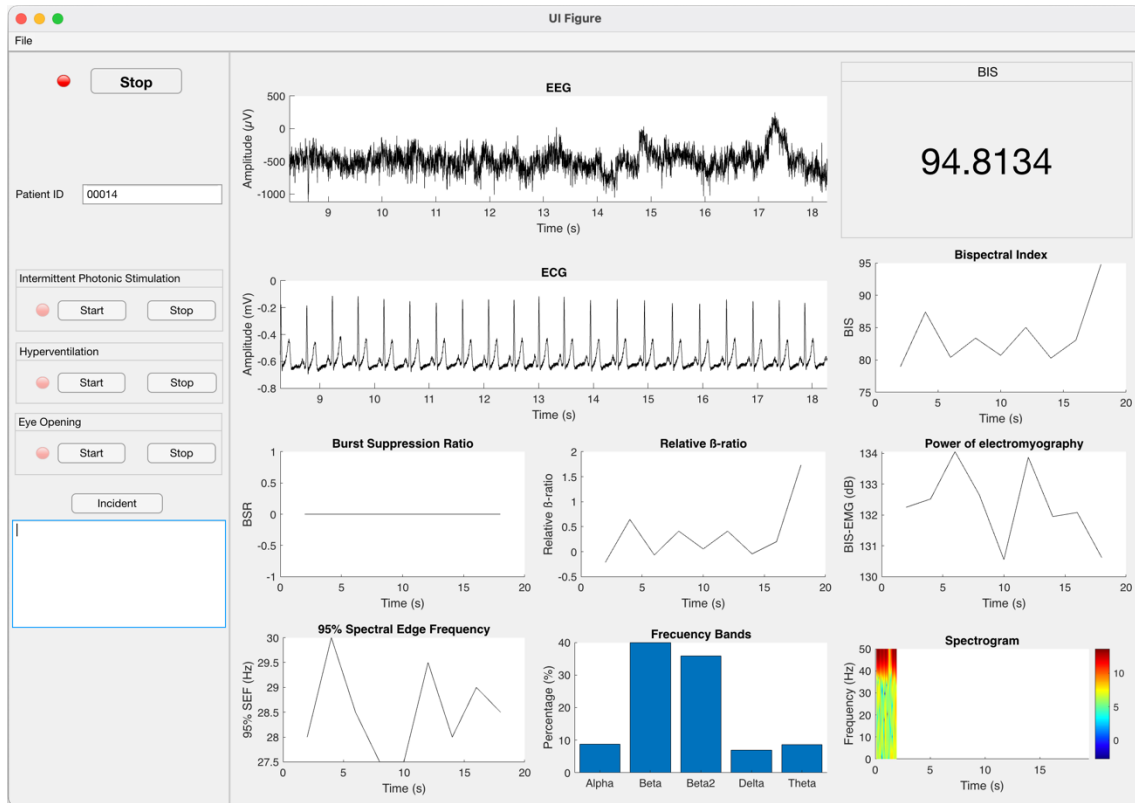 UI Figure
File
Stop
Patient ID
00014
Intermittent Photonic Stimulation
Start
Stop
Hyperventilation
Start
Stop
Eye Opening
Start
Stop
Incident
EEG
Amplitude (µV)
500
0
-500
-1000
9 10 11 12 13 14 15 16 17 18
Time (s)
BIS
94.8134
ECG
Amplitude (mV)
0
-0.2
-0.4
-0.6
-0.8
9 10 11 12 13 14 15 16 17 18
Time (s)
Bispectral Index
BIS
95
90
85
80
75
0 5 10 15 20
Time (s)
Burst Suppression Ratio
BSR
1
0.5
0
-0.5
-1
0 5 10 15 20
Time (s)
Relative ß-ratio
Relative ß-ratio
2
1.5
1
0.5
0
-0.5
0 5 10 15 20
Time (s)
Power of electromyography
BIS-EMG (dB)
134
133
132
131
130
0 5 10 15 20
Time (s)
95% Spectral Edge Frequency
95% SEF (Hz)
30
29.5
29
28.5
28
27.5
0 5 10 15 20
Time (s)
Frecuency Bands
Percentage (%)
40
30
20
10
0
Alpha Beta Beta2 Delta Theta
Spectrogram
Frequency (Hz)
50
40
30
20
10
0
0 5 10 15
Time (s)
10
5
0